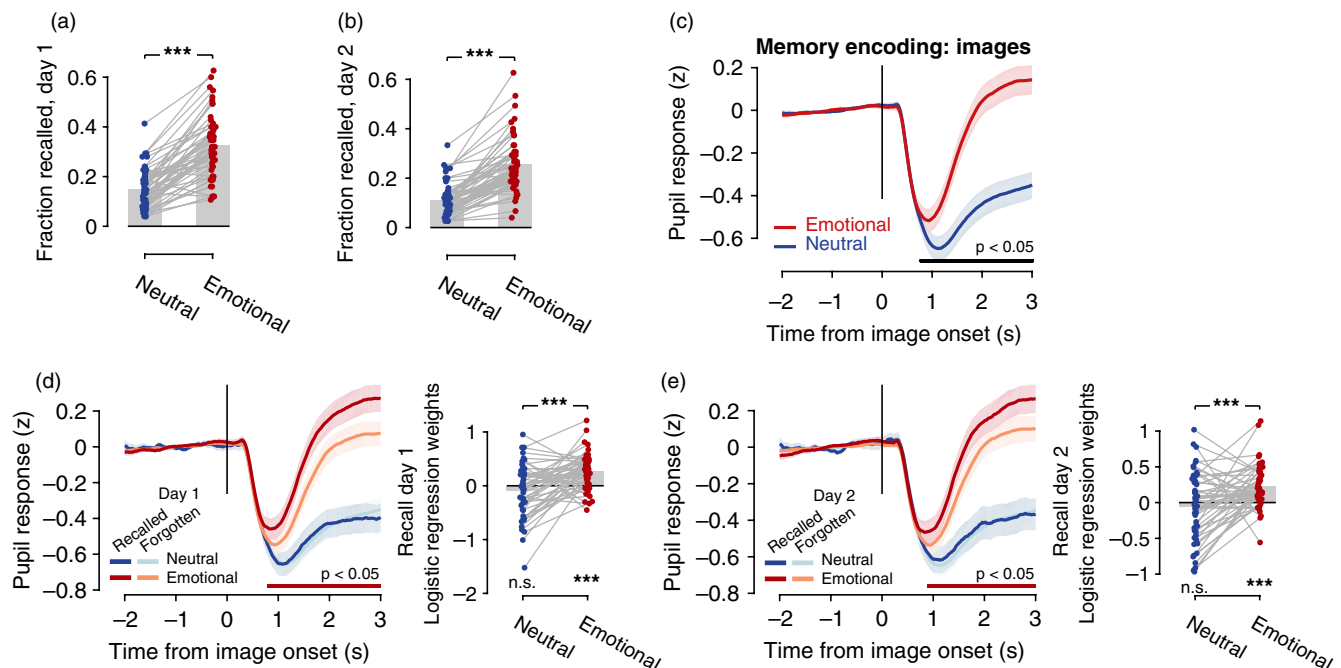 (a)
Fraction recalled, day 1
0.6
0.4
0.2
0
***
Neutral
Emotional
(b)
Fraction recalled, day 2
0.6
0.4
0.2
0
***
Neutral
Emotional
(c)
Memory encoding: images
Pupil response (z)
0.2
0
−0.2
−0.4
−0.6
Emotional
Neutral
p < 0.05
−2 −1 0 1 2 3
Time from image onset (s)
(d)
Pupil response (z)
0.2
0
−0.2
−0.4
−0.6
−0.8
Day 1
Recalled
Forgotten
Neutral
Emotional
p < 0.05
−2 −1 0 1 2 3
Time from image onset (s)
Recall day 1
Logistic regression weights
2
1
0
−1
−2
***
n.s.
***
Neutral
Emotional
(e)
Pupil response (z)
0.2
0
−0.2
−0.4
−0.6
−0.8
Day 2
Recalled
Forgotten
Neutral
Emotional
p < 0.05
−2 −1 0 1 2 3
Time from image onset (s)
Recall day 2
Logistic regression weights
1
0.5
0
−0.5
−1
***
n.s.
***
Neutral
Emotional